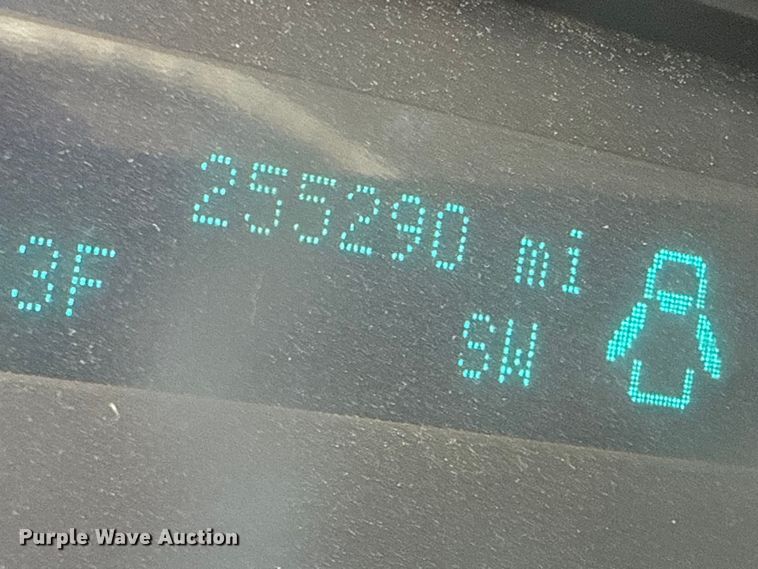 255290 mi
3F SW
Purple Wave Auction